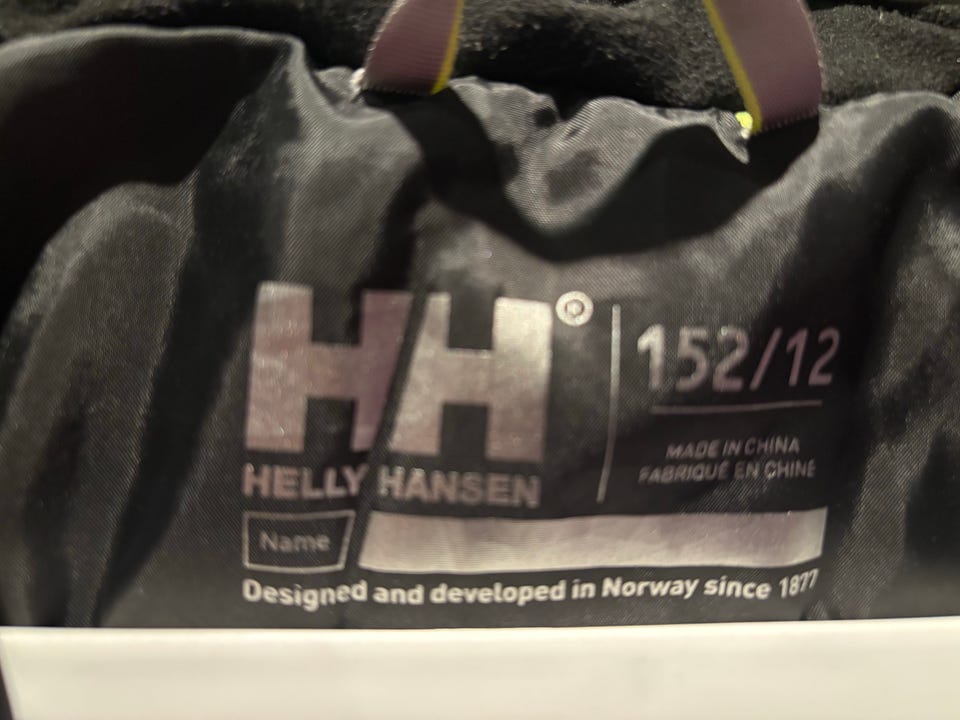 HH®
HELLY HANSEN
152/12
MADE IN CHINA
FABRIQUÉ EN CHINE
Name
Designed and developed in Norway since 1877